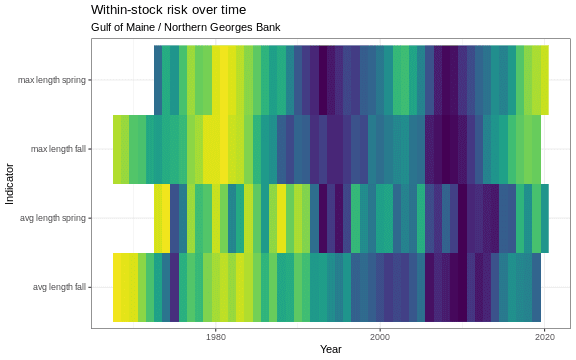 Within-stock risk over time
Gulf of Maine / Northern Georges Bank
max length spring
max length fall
avg length spring
avg length fall
Indicator
1980
2000
2020
Year